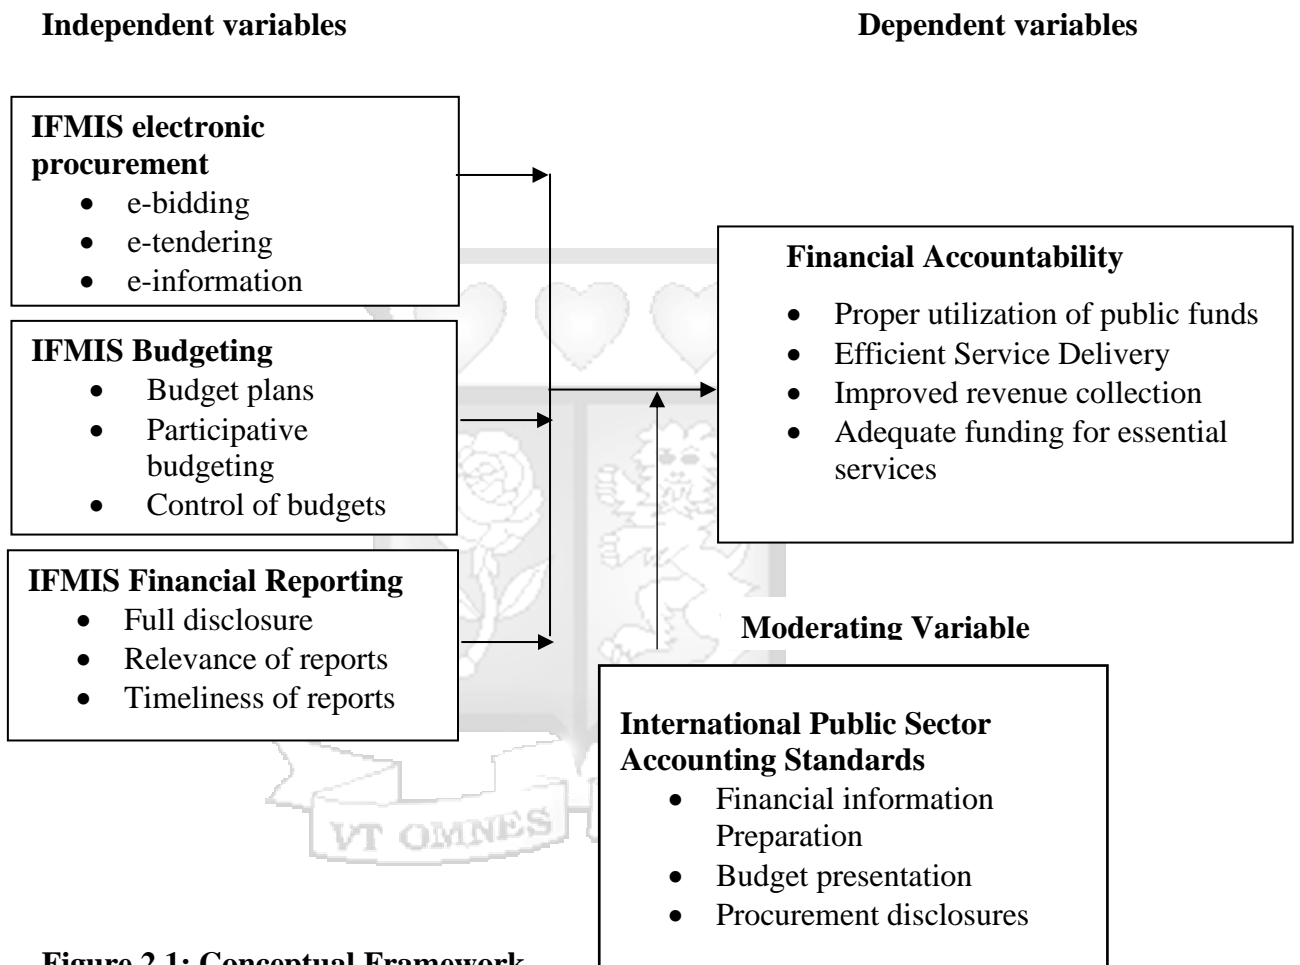 Independent variables
Dependent variables
IFMIS electronic
procurement
• e-bidding
• e-tendering
• e-information
IFMIS Budgeting
• Budget plans
• Participative
budgeting
• Control of budgets
IFMIS Financial Reporting
• Full disclosure
• Relevance of reports
• Timeliness of reports
Financial Accountability
• Proper utilization of public funds
• Efficient Service Delivery
• Improved revenue collection
• Adequate funding for essential
services
Moderating Variable
International Public Sector
Accounting Standards
• Financial information
Preparation
• Budget presentation
• Procurement disclosures
VT OMNES
Figure 2.1: Conceptual Framework